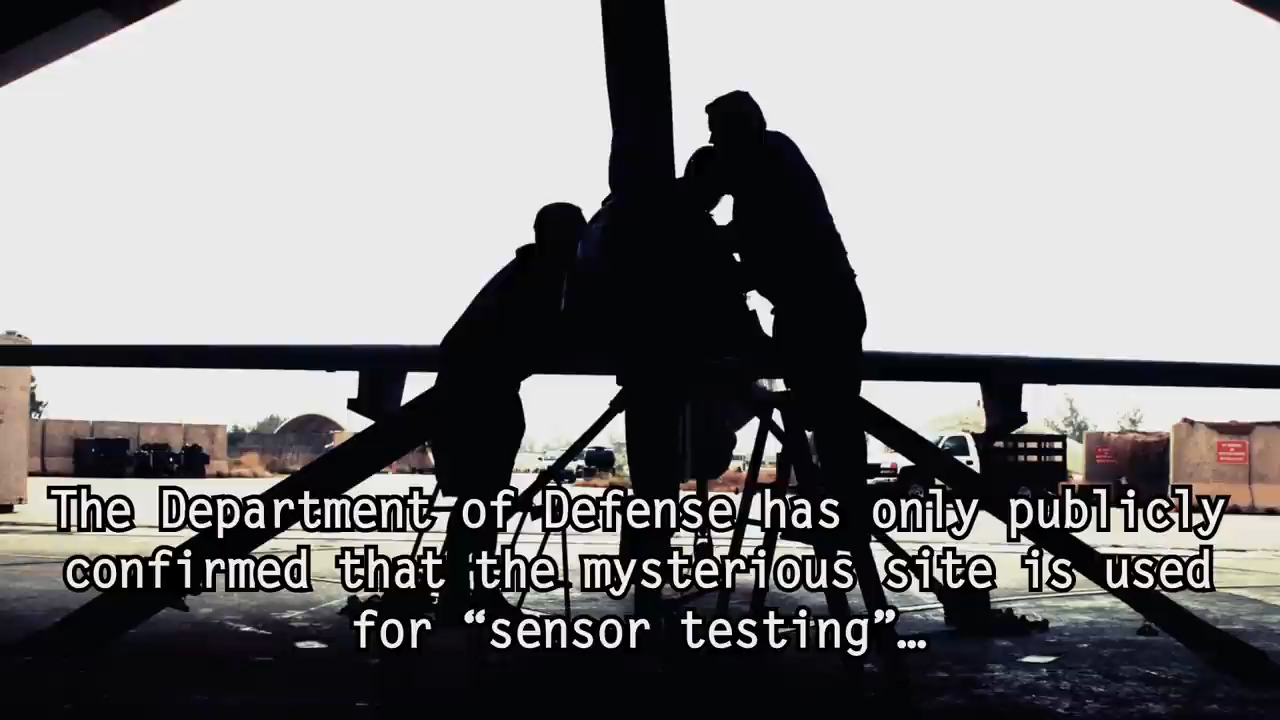 The Department of Defense has only publicly
confirmed that the mysterious site is used
for “sensor testing”…